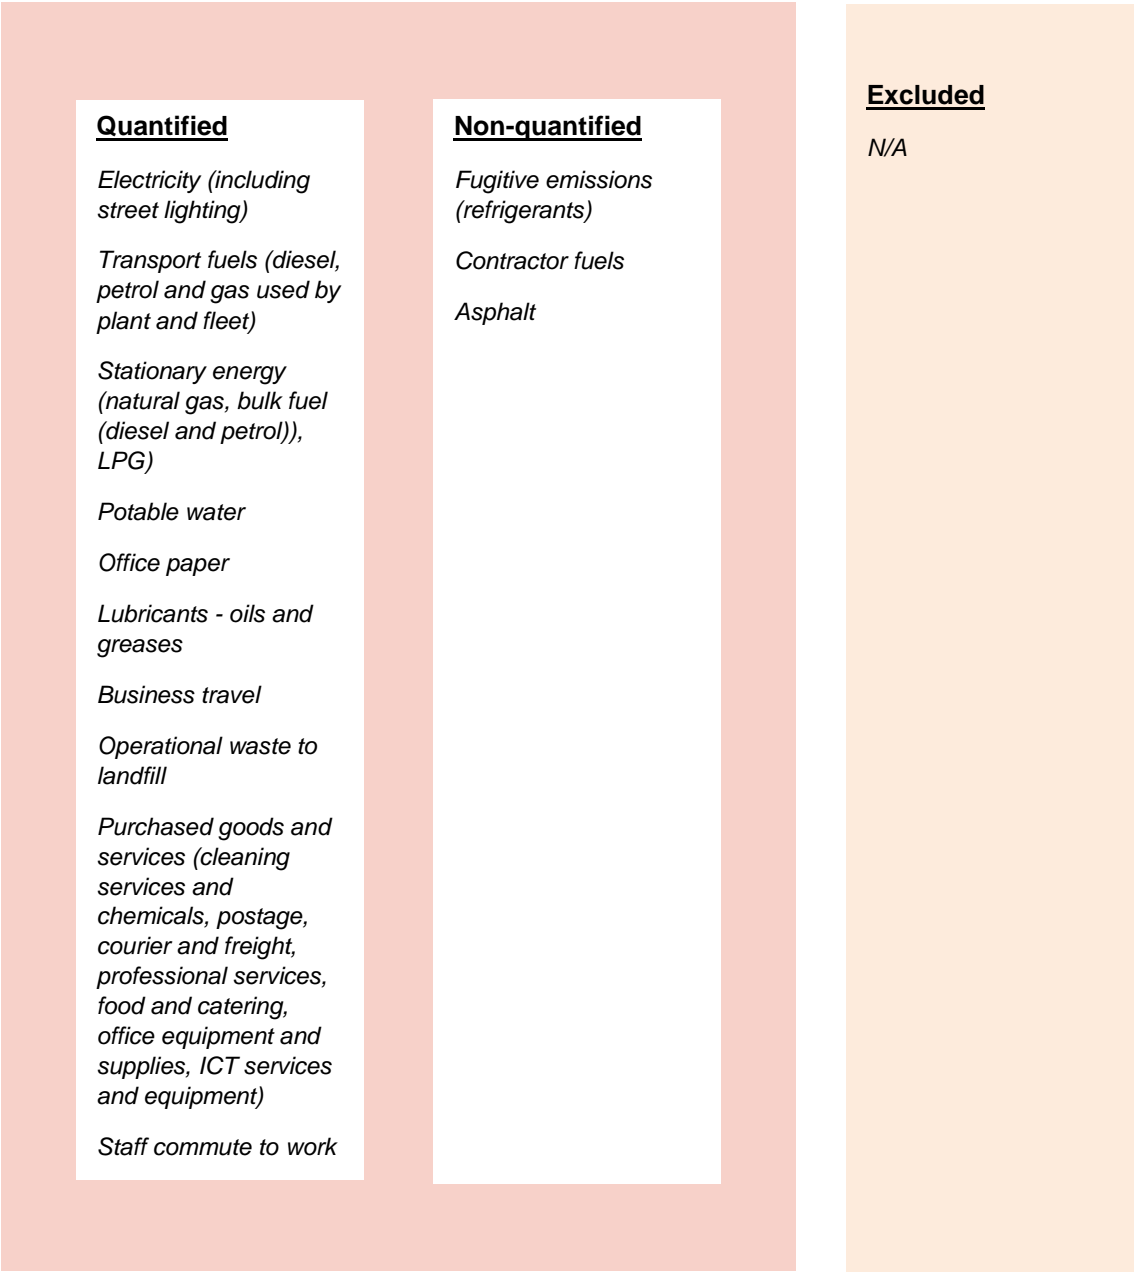 Quantified
Electricity (including
street lighting)
Transport fuels (diesel,
petrol and gas used by
plant and fleet)
Stationary energy
(natural gas, bulk fuel
(diesel and petrol)),
LPG)
Potable water
Office paper
Lubricants - oils and
greases
Business travel
Operational waste to
landfill
Purchased goods and
services (cleaning
services and
chemicals, postage,
courier and freight,
professional services,
food and catering,
office equipment and
supplies, ICT services
and equipment)
Staff commute to work
Non-quantified
Fugitive emissions
(refrigerants)
Contractor fuels
Asphalt
Excluded
N/A